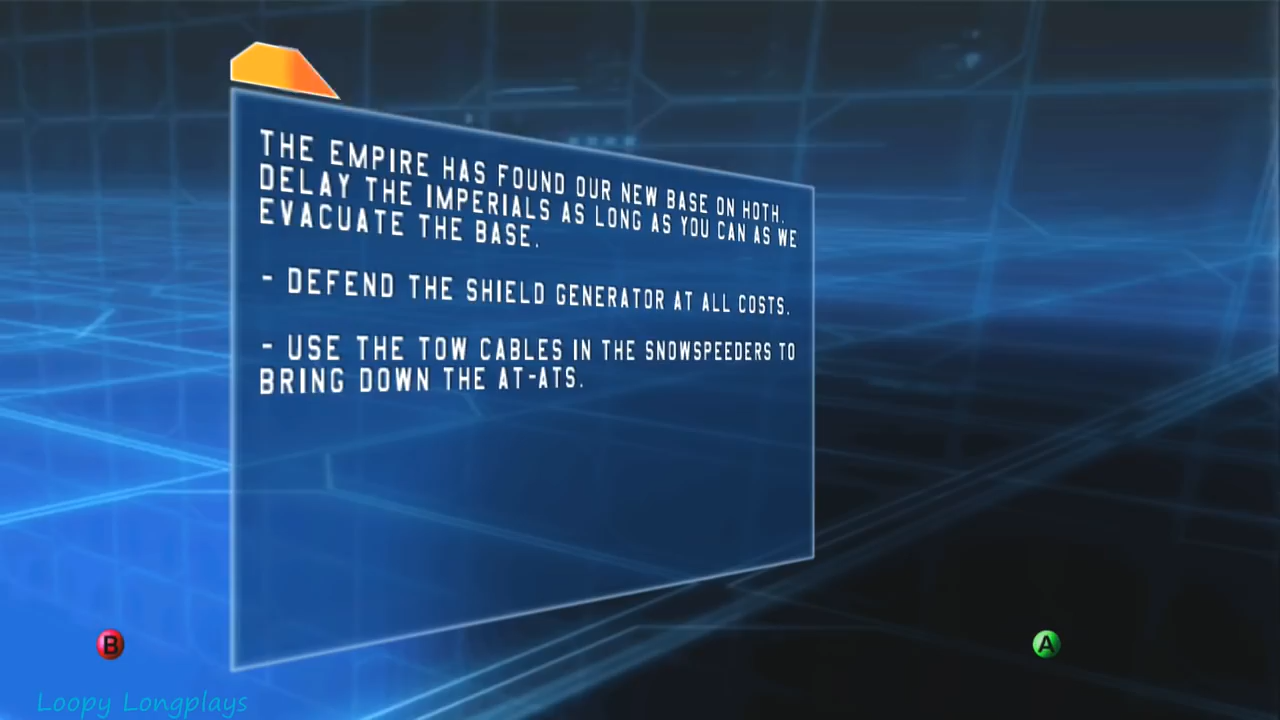 THE EMPIRE HAS FOUND OUR NEW BASE ON HOTH.
DELAY THE IMPERIALS AS LONG AS YOU CAN AS WE
EVACUATE THE BASE.
- DEFEND THE SHIELD GENERATOR AT ALL COSTS.
- USE THE TOW CABLES IN THE SNOWSPEEDERS TO
BRING DOWN THE AT-ATS.
B
A
Loopy Longplays